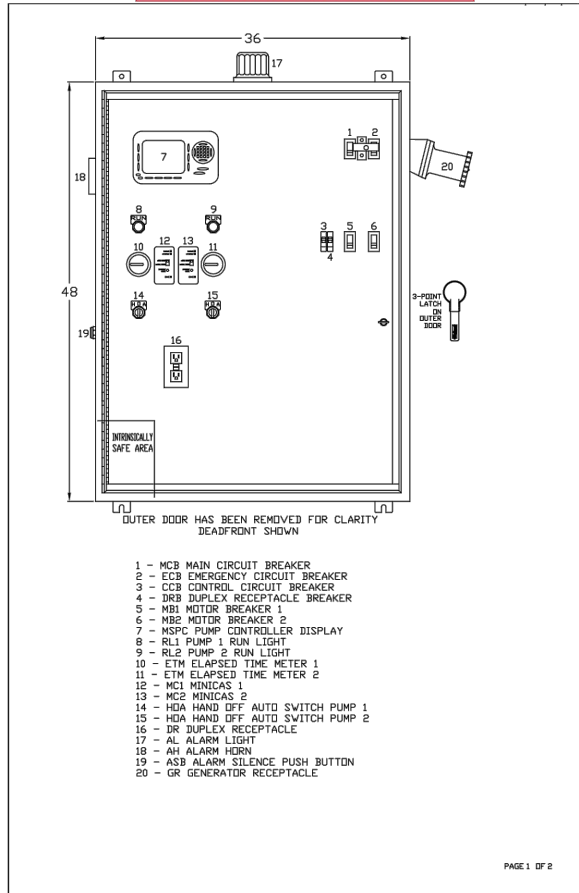 36
17
1
2
7
20
18
8
9
RUN
RUN
3
5
6
12
13
10
11
4
48
3-POINT
LATCH
ON
OUTER
DOOR
14
15
HOA
HOA
19
16
INTRINSICALLY
SAFE AREA
OUTER DOOR HAS BEEN REMOVED FOR CLARITY
DEADFRONT SHOWN
1 - MCB MAIN CIRCUIT BREAKER
2 - ECB EMERGENCY CIRCUIT BREAKER
3 - CCB CONTROL CIRCUIT BREAKER
4 - DRB DUPLEX RECEPTACLE BREAKER
5 - MB1 MOTOR BREAKER 1
6 - MB2 MOTOR BREAKER 2
7 - MSPC PUMP CONTROLLER DISPLAY
8 - RL1 PUMP 1 RUN LIGHT
9 - RL2 PUMP 2 RUN LIGHT
10 - ETM ELAPSED TIME METER 1
11 - ETM ELAPSED TIME METER 2
12 - MC1 MINICAS 1
13 - MC2 MINICAS 2
14 - HOA HAND OFF AUTO SWITCH PUMP 1
15 - HOA HAND OFF AUTO SWITCH PUMP 2
16 - DR DUPLEX RECEPTACLE
17 - AL ALARM LIGHT
18 - AH ALARM HORN
19 - ASB ALARM SILENCE PUSH BUTTON
20 - GR GENERATOR RECEPTACLE
PAGE 1 OF 2